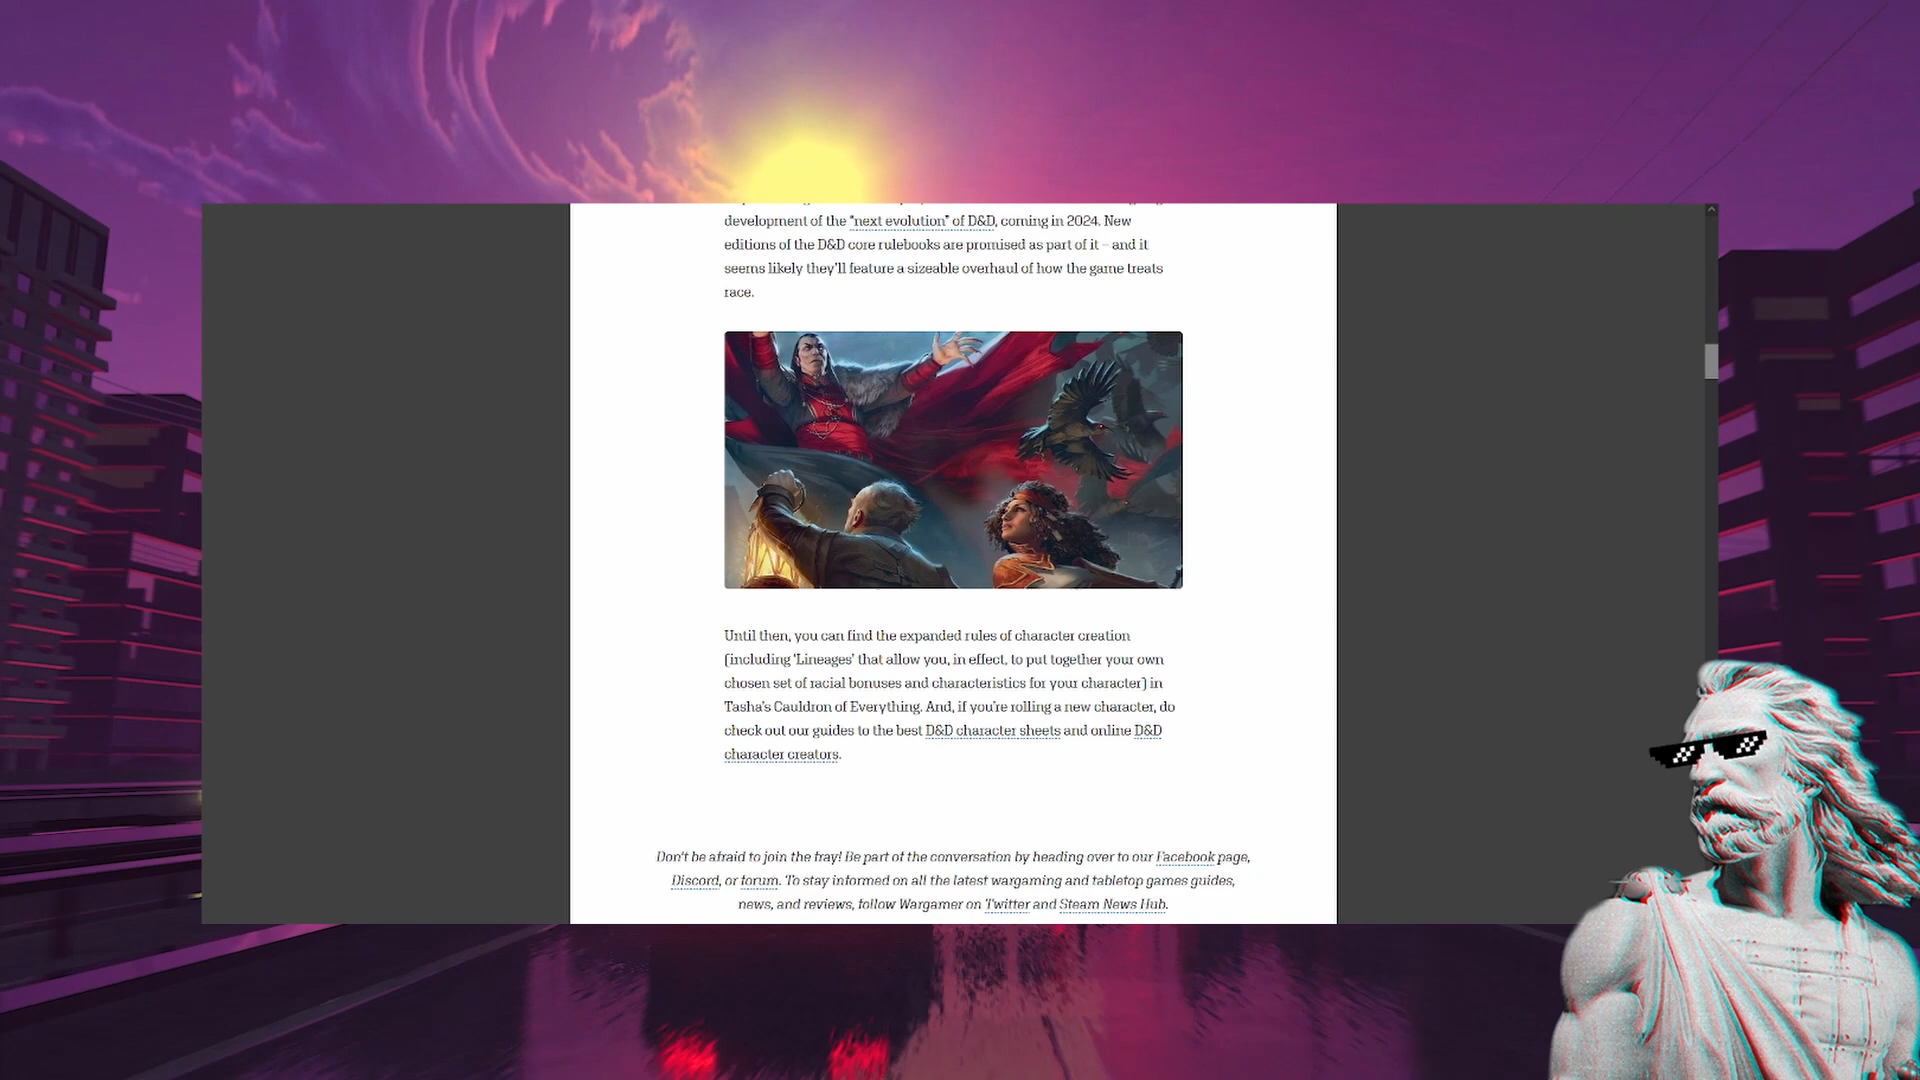 development of the “next evolution” of D&D, coming in 2024. New
editions of the D&D core rulebooks are promised as part of it – and it
seems likely they’ll feature a sizeable overhaul of how the game treats
race.
Until then, you can find the expanded rules of character creation
(including ‘Lineages’ that allow you, in effect, to put together your own
chosen set of racial bonuses and characteristics for your character) in
Tasha’s Cauldron of Everything. And, if you’re rolling a new character, do
check out our guides to the best D&D character sheets and online D&D
character creators.
Don’t be afraid to join the fray! Be part of the conversation by heading over to our Facebook page,
Discord, or forum. To stay informed on all the latest wargaming and tabletop games guides,
news, and reviews, follow Wargamer on Twitter and Steam News Hub.